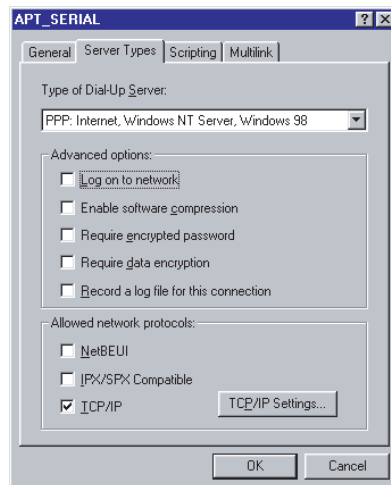 APT_SERIAL
General Server Types Scripting Multilink
Type of Dial-Up Server:
PPP: Internet, Windows NT Server, Windows 98
Advanced options:
Log on to network
Enable software compression
Require encrypted password
Require data encryption
Record a log file for this connection
Allowed network protocols:
NetBEUI
IPX/SPX Compatible
TCP/IP TCP/IP Settings...
OK Cancel